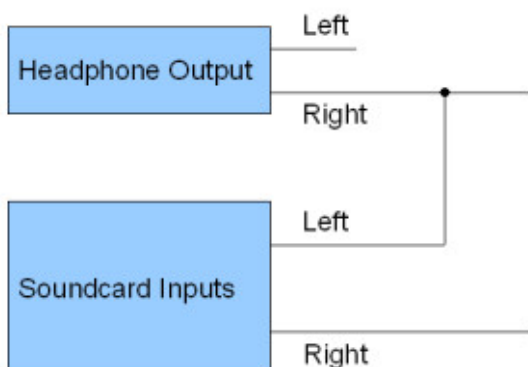 Left
Headphone Output
Right
Left
Soundcard Inputs
Right